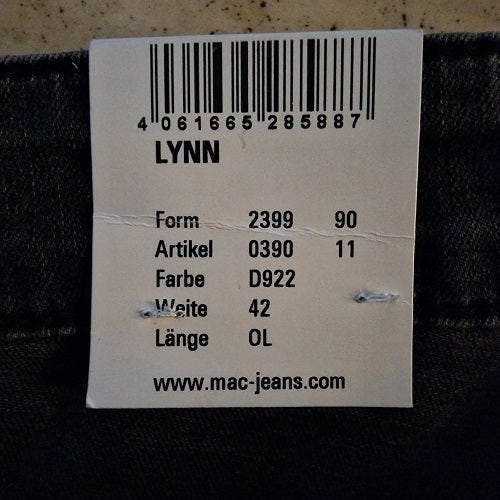 4 061665 285887
LYNN
Form 2399 90
Artikel 0390 11
Farbe D922
Weite 42
Länge OL
www.mac-jeans.com